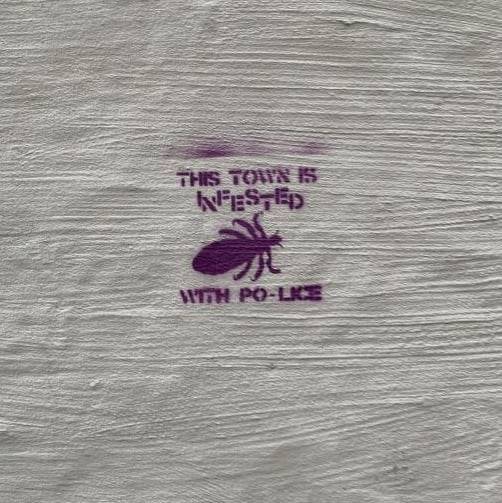 THIS TOWN IS
INFESTED
WITH PO-LICE